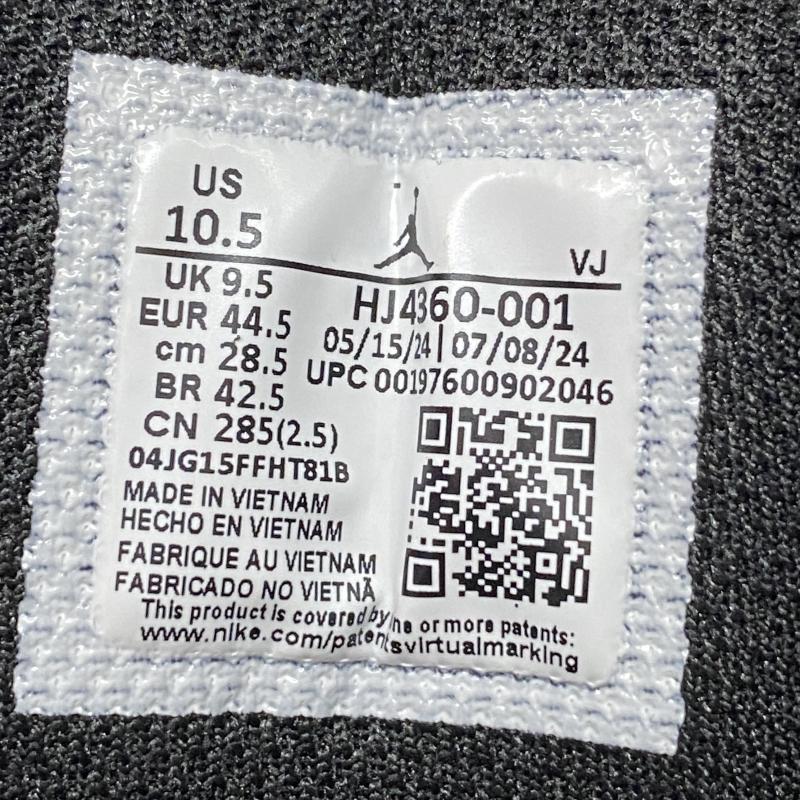 US
10.5
VJ
UK 9.5
HJ4360-001
EUR 44.5
05/15/24 | 07/08/24
cm 28.5
UPC 00197600902046
BR 42.5
CN 285(2.5)
04JG15FFHT81B
MADE IN VIETNAM
HECHO EN VIETNAM
FABRIQUE AU VIETNAM
FABRICADO NO VIETNÃ
This product is covered by ne or more patents:
www.nike.com/patentsvirtualmarking